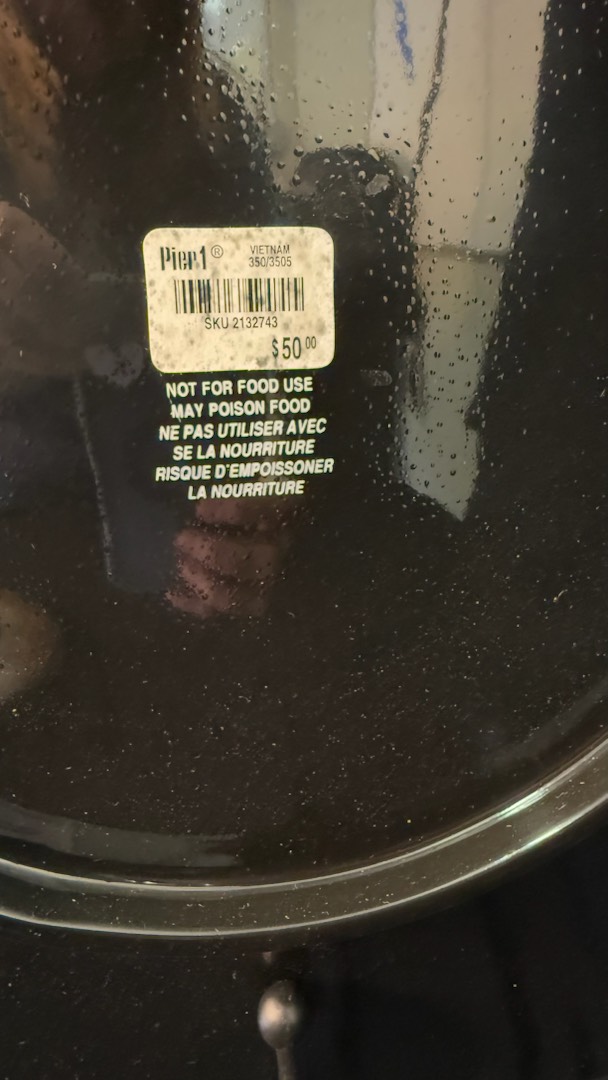 Pier1® VIETNAM
350/3505
SKU 2132743
$50.00
NOT FOR FOOD USE
MAY POISON FOOD
NE PAS UTILISER AVEC
SE LA NOURRITURE
RISQUE D'EMPOISSONER
LA NOURRITURE